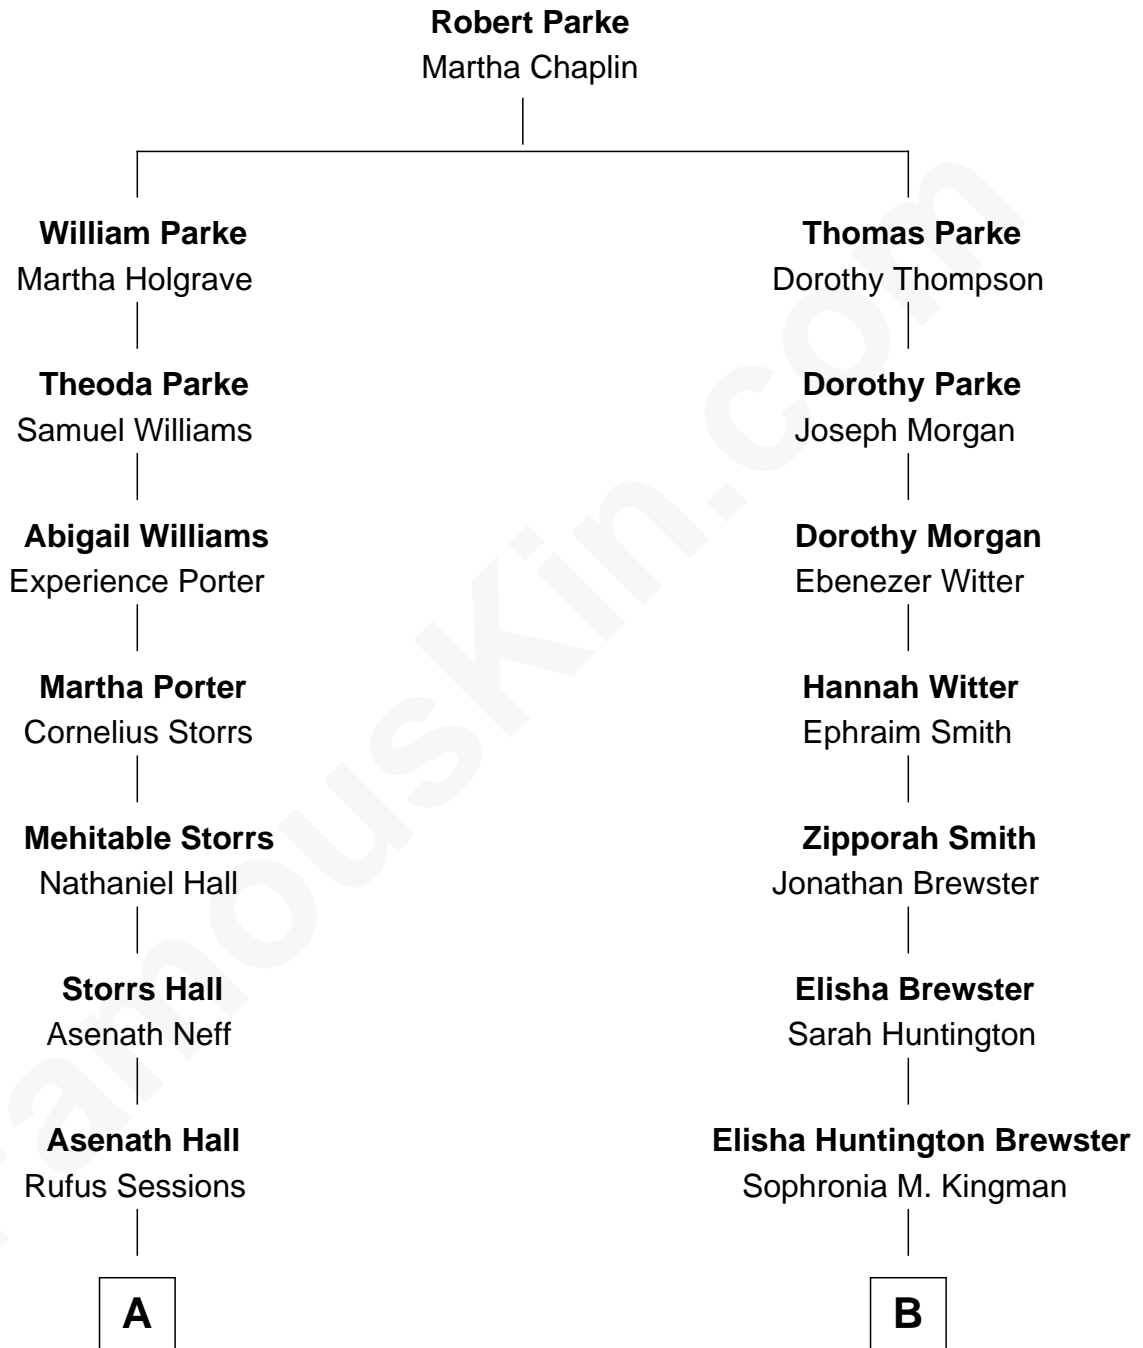 Robert Parke
Martha Chaplin
William Parke
Martha Holgrave
Thomas Parke
Dorothy Thompson
Theoda Parke
Samuel Williams
Dorothy Parke
Joseph Morgan
Abigail Williams
Experience Porter
Dorothy Morgan
Ebenezer Witter
Martha Porter
Cornelius Storrs
Hannah Witter
Ephraim Smith
Mehitable Storrs
Nathaniel Hall
Zipporah Smith
Jonathan Brewster
Storrs Hall
Asenath Neff
Elisha Brewster
Sarah Huntington
Asenath Hall
Rufus Sessions
Elisha Huntington Brewster
Sophronia M. Kingman
A
B
FamousKin.com